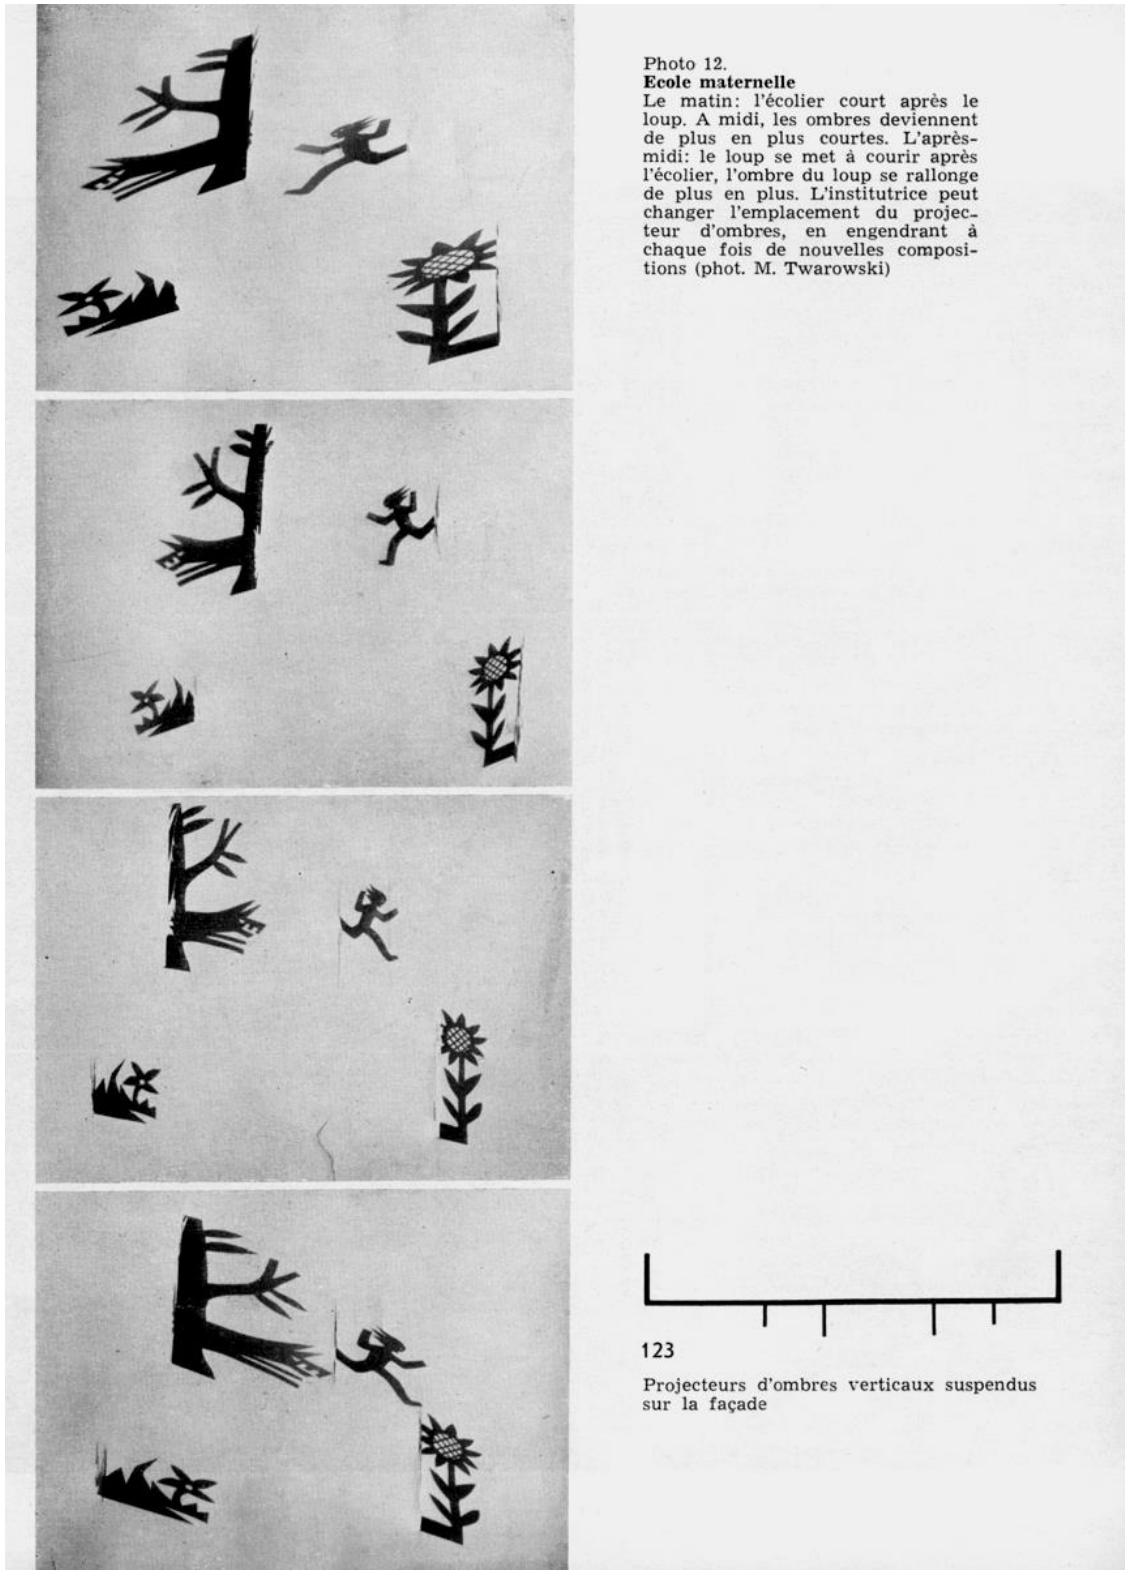 Photo 12.
Ecole maternelle
Le matin: l'écolier court après le
loup. A midi, les ombres deviennent
de plus en plus courtes. L'après-
midi: le loup se met à courir après
l'écolier, l'ombre du loup se rallonge
de plus en plus. L'institutrice peut
changer l'emplacement du projec-
teur d'ombres, en engendrant à
chaque fois de nouvelles composi-
tions (phot. M. Twarowski)
123
Projecteurs d'ombres verticaux suspendus
sur la façade